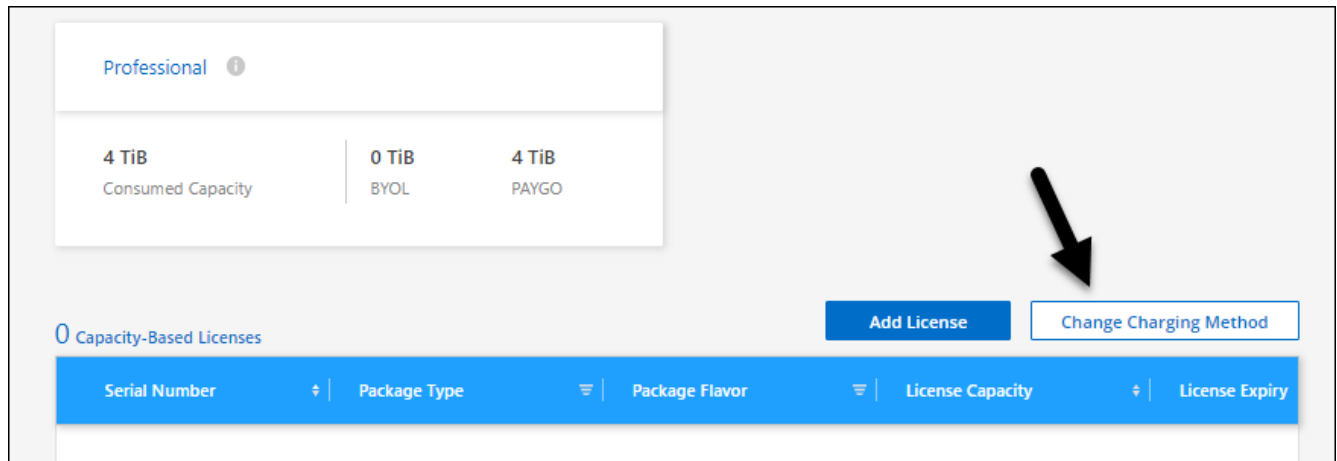 Professional
4 TiB 0 TiB 4 TiB
Consumed Capacity BYOL PAYGO
Add License Change Charging Method
0 Capacity-Based Licenses
Serial Number Package Type Package Flavor License Capacity License Expiry